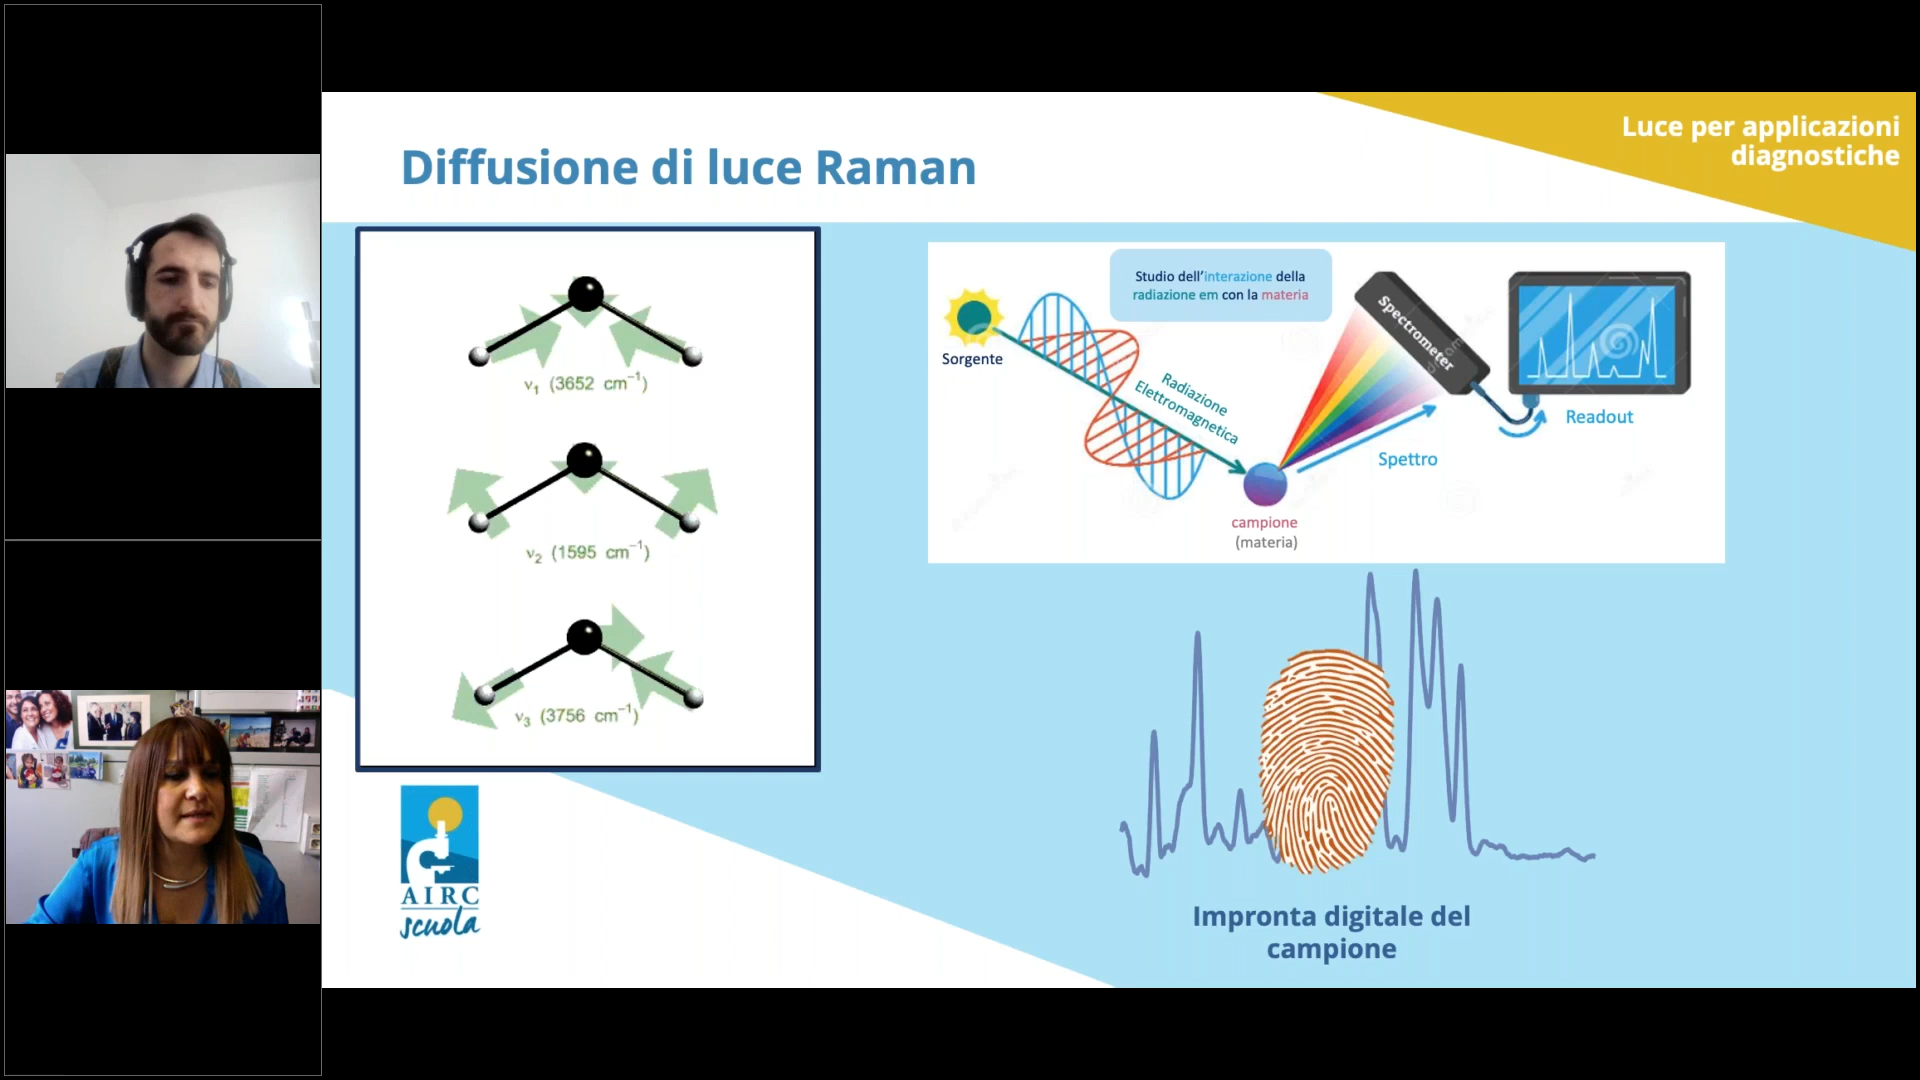 Luce per applicazioni
diagnostiche
Diffusione di luce Raman
ν1 (3652 cm⁻¹)
ν2 (1595 cm⁻¹)
ν3 (3756 cm⁻¹)
Studio dell'interazione della
radiazione em con la materia
Sorgente
Radiazione
Elettromagnetica
Spectrometer
Readout
Spettro
campione
(materia)
Impronta digitale del
campione
AIRC
scuola